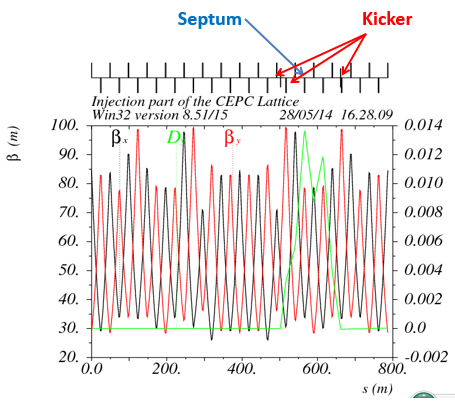 Septum
Kicker
Injection part of the CEPC Lattice
Win32 version 8.51/15 28/05/14 16.28.09
β (m)
βx D βy
100. 0.014
90. 0.012
80. 0.010
70. 0.008
60. 0.006
50. 0.004
40. 0.002
30. 0.0
20. -0.002
0.0 200. 400. 600. 800.
s (m)